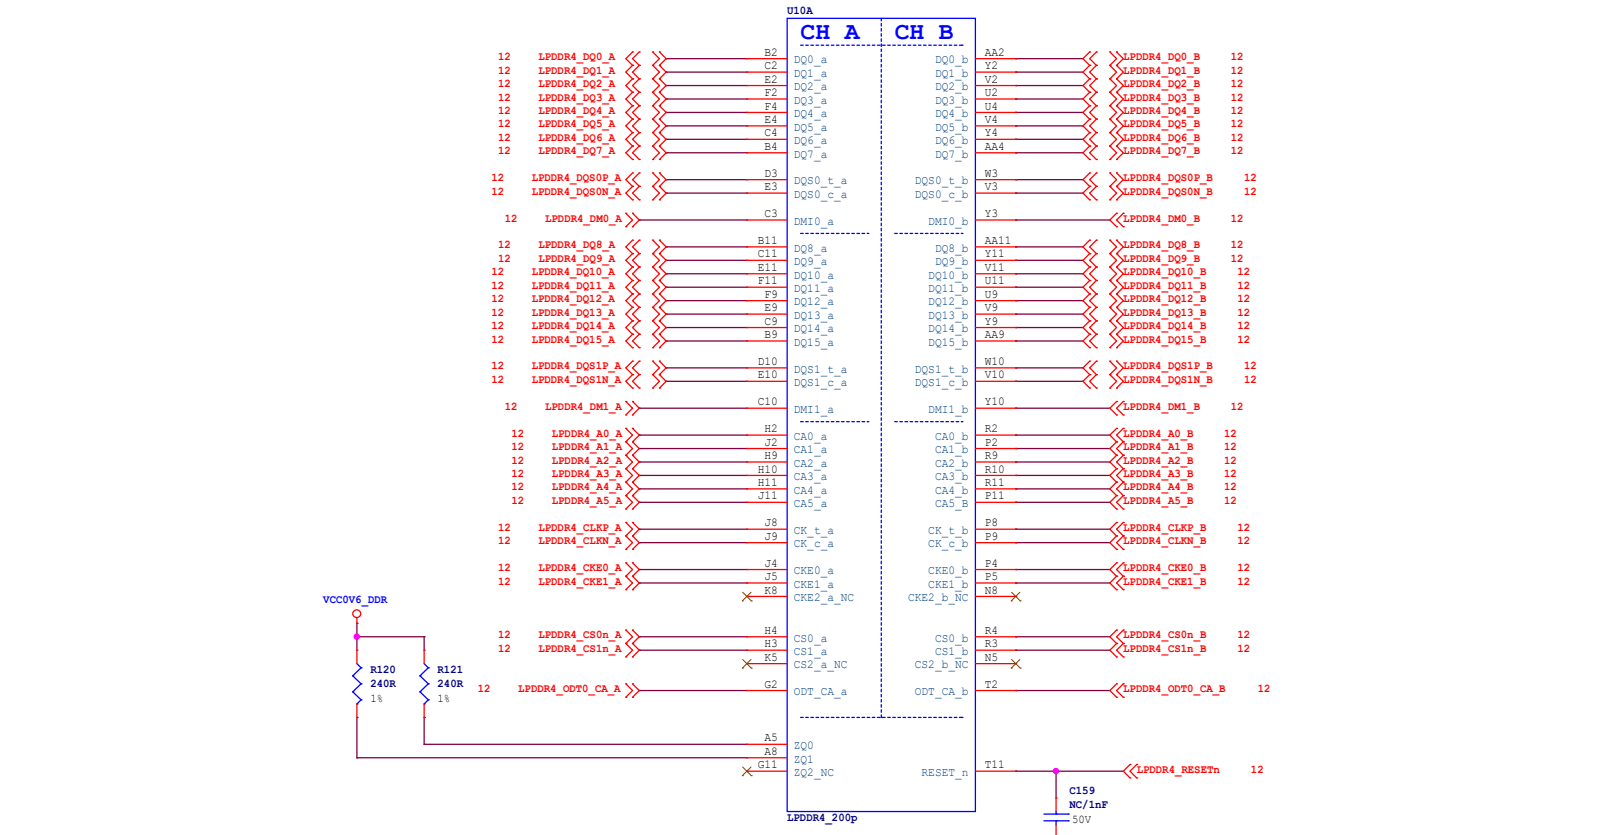 U10A
CH A CH B
12 LPDDR4_DQ0_A B2 DQ0_a DQ0_b AA2 LPDDR4_DQ0_B 12
12 LPDDR4_DQ1_A C2 DQ1_a DQ1_b Y2 LPDDR4_DQ1_B 12
12 LPDDR4_DQ2_A E2 DQ2_a DQ2_b V2 LPDDR4_DQ2_B 12
12 LPDDR4_DQ3_A F2 DQ3_a DQ3_b U2 LPDDR4_DQ3_B 12
12 LPDDR4_DQ4_A F4 DQ4_a DQ4_b U4 LPDDR4_DQ4_B 12
12 LPDDR4_DQ5_A E4 DQ5_a DQ5_b V4 LPDDR4_DQ5_B 12
12 LPDDR4_DQ6_A C4 DQ6_a DQ6_b Y4 LPDDR4_DQ6_B 12
12 LPDDR4_DQ7_A B4 DQ7_a DQ7_b AA4 LPDDR4_DQ7_B 12
12 LPDDR4_DQS0P_A D3 DQS0_t_a DQS0_t_b W3 LPDDR4_DQS0P_B 12
12 LPDDR4_DQS0N_A E3 DQS0_c_a DQS0_c_b V3 LPDDR4_DQS0N_B 12
12 LPDDR4_DM0_A C3 DMI0_a DMI0_b Y3 LPDDR4_DM0_B 12
12 LPDDR4_DQ8_A B11 DQ8_a DQ8_b AA11 LPDDR4_DQ8_B 12
12 LPDDR4_DQ9_A C11 DQ9_a DQ9_b Y11 LPDDR4_DQ9_B 12
12 LPDDR4_DQ10_A E11 DQ10_a DQ10_b V11 LPDDR4_DQ10_B 12
12 LPDDR4_DQ11_A F11 DQ11_a DQ11_b U11 LPDDR4_DQ11_B 12
12 LPDDR4_DQ12_A F9 DQ12_a DQ12_b U9 LPDDR4_DQ12_B 12
12 LPDDR4_DQ13_A E9 DQ13_a DQ13_b V9 LPDDR4_DQ13_B 12
12 LPDDR4_DQ14_A C9 DQ14_a DQ14_b Y9 LPDDR4_DQ14_B 12
12 LPDDR4_DQ15_A B9 DQ15_a DQ15_b AA9 LPDDR4_DQ15_B 12
12 LPDDR4_DQS1P_A D10 DQS1_t_a DQS1_t_b W10 LPDDR4_DQS1P_B 12
12 LPDDR4_DQS1N_A E10 DQS1_c_a DQS1_c_b V10 LPDDR4_DQS1N_B 12
12 LPDDR4_DM1_A C10 DMI1_a DMI1_b Y10 LPDDR4_DM1_B 12
12 LPDDR4_A0_A H2 CA0_a CA0_b R2 LPDDR4_A0_B 12
12 LPDDR4_A1_A J2 CA1_a CA1_b P2 LPDDR4_A1_B 12
12 LPDDR4_A2_A H9 CA2_a CA2_b R9 LPDDR4_A2_B 12
12 LPDDR4_A3_A H10 CA3_a CA3_b R10 LPDDR4_A3_B 12
12 LPDDR4_A4_A H11 CA4_a CA4_b R11 LPDDR4_A4_B 12
12 LPDDR4_A5_A J11 CA5_a CA5_B P11 LPDDR4_A5_B 12
12 LPDDR4_CLKP_A J8 CK_t_a CK_t_b P8 LPDDR4_CLKP_B 12
12 LPDDR4_CLKN_A J9 CK_c_a CK_c_b P9 LPDDR4_CLKN_B 12
12 LPDDR4_CKE0_A J4 CKE0_a CKE0_b P4 LPDDR4_CKE0_B 12
12 LPDDR4_CKE1_A J5 CKE1_a CKE1_b P5 LPDDR4_CKE1_B 12
K8 CKE2_a_NC CKE2_b_NC N8
VCC0V6_DDR
12 LPDDR4_CS0n_A H4 CS0_a CS0_b R4 LPDDR4_CS0n_B 12
12 LPDDR4_CS1n_A H3 CS1_a CS1_b R3 LPDDR4_CS1n_B 12
K5 CS2_a_NC CS2_b_NC N5
R120 R121
240R 240R
1% 1%
12 LPDDR4_ODT0_CA_A G2 ODT_CA_a ODT_CA_b T2 LPDDR4_ODT0_CA_B 12
A5 ZQ0
A8 ZQ1
G11 ZQ2_NC RESET_n T11 LPDDR4_RESETn 12
C159
NC/1nF
50V
LPDDR4_200p